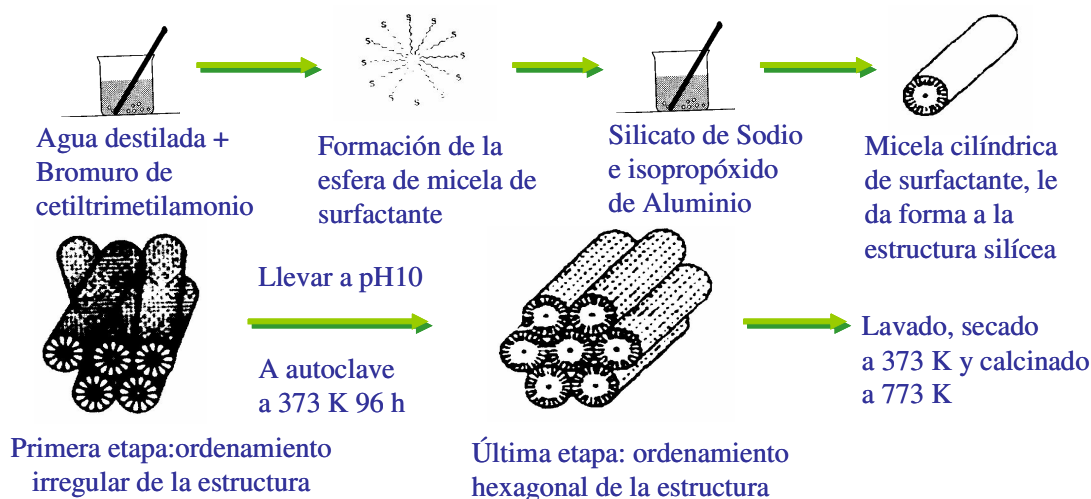 Agua destilada +
Bromuro de
cetiltrimetilamonio
Formación de la
esfera de micela de
surfactante
Silicato de Sodio
e isopropóxido
de Aluminio
Micela cilíndrica
de surfactante, le
da forma a la
estructura silícea
Llevar a pH10
A autoclave
a 373 K 96 h
Lavado, secado
a 373 K y calcinado
a 773 K
Primera etapa:ordenamiento
irregular de la estructura
Última etapa: ordenamiento
hexagonal de la estructura